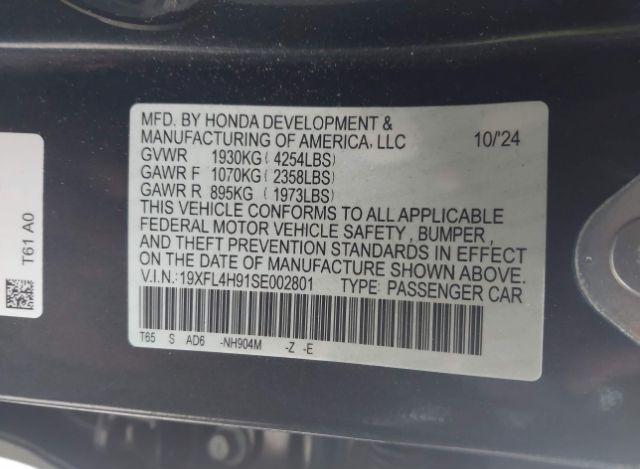 MFD. BY HONDA DEVELOPMENT &
MANUFACTURING OF AMERICA, LLC 10/'24
GVWR 1930KG ( 4254LBS)
GAWR F 1070KG ( 2358LBS)
GAWR R 895KG ( 1973LBS)
THIS VEHICLE CONFORMS TO ALL APPLICABLE
FEDERAL MOTOR VEHICLE SAFETY , BUMPER ,
AND THEFT PREVENTION STANDARDS IN EFFECT
ON THE DATE OF MANUFACTURE SHOWN ABOVE.
V.I.N.: 19XFL4H91SE002801 TYPE: PASSENGER CAR
T65 S AD6 -NH904M -Z -E
T61 A0